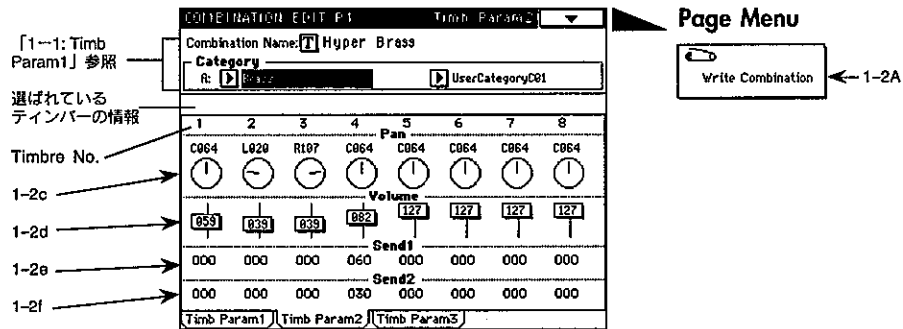 COMBINATION EDIT P1 Timb Param2
Page Menu
Write Combination
1-2A
「1−1: Timb
Param1」参照
Combination Name: T Hyper Brass
Category
A: Brass UserCategoryC01
選ばれている
ティンバーの情報
Timbre No.
1 2 3 4 5 6 7 8
Pan
C064 L020 R107 C064 C064 C064 C064 C064
1-2c
Volume
059 039 039 082 127 127 127 127
1-2d
Send1
000 000 000 060 000 000 000 000
1-2e
Send2
000 000 000 030 000 000 000 000
1-2f
Timb Param1 Timb Param2 Timb Param3